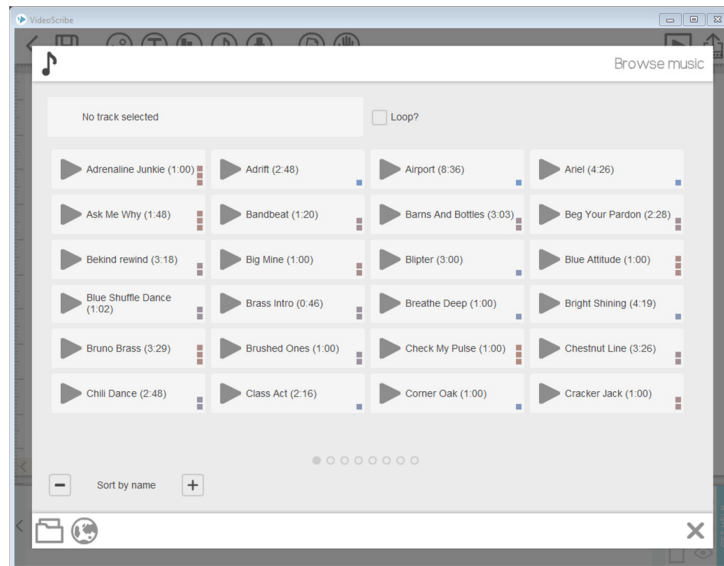 VideoScribe
Browse music
No track selected
Loop?
Adrenaline Junkie (1:00)
Adrift (2:48)
Airport (8:36)
Ariel (4:26)
Ask Me Why (1:48)
Bandbeat (1:20)
Barns And Bottles (3:03)
Beg Your Pardon (2:28)
Bekind rewind (3:18)
Big Mine (1:00)
Blipter (3:00)
Blue Attitude (1:00)
Blue Shuffle Dance
(1:02)
Brass Intro (0:46)
Breathe Deep (1:00)
Bright Shining (4:19)
Bruno Brass (3:29)
Brushed Ones (1:00)
Check My Pulse (1:00)
Chestnut Line (3:26)
Chili Dance (2:48)
Class Act (2:16)
Corner Oak (1:00)
Cracker Jack (1:00)
Sort by name